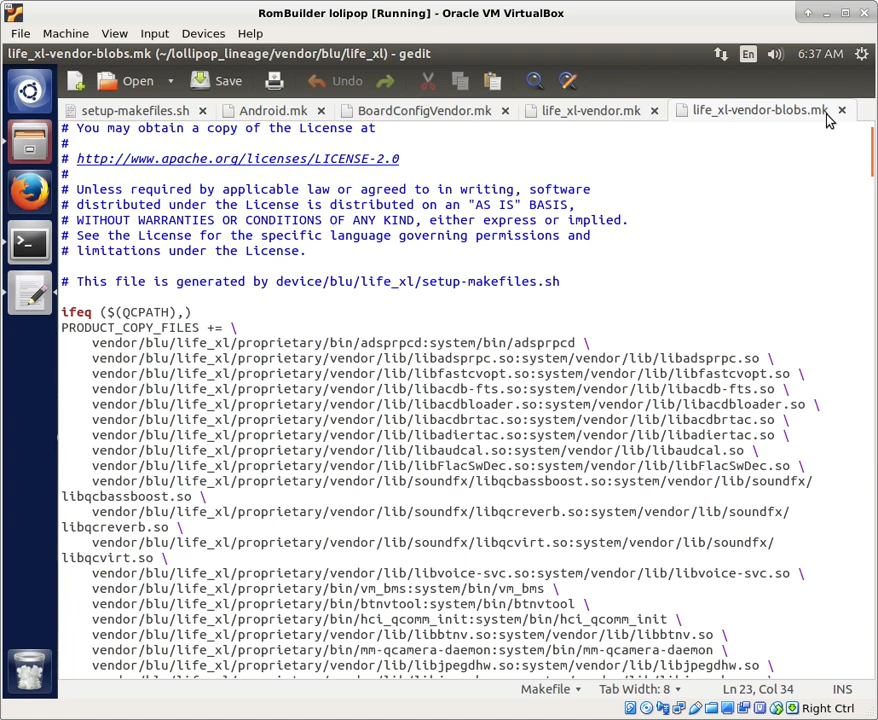 RomBuilder lolipop [Running] - Oracle VM VirtualBox
File Machine View Input Devices Help
life_xl-vendor-blobs.mk (~/lollipop_lineage/vendor/blu/life_xl) - gedit
En 6:37 AM
Open Save Undo
setup-makefiles.sh Android.mk BoardConfigVendor.mk life_xl-vendor.mk life_xl-vendor-blobs.mk
# You may obtain a copy of the License at
#
# http://www.apache.org/licenses/LICENSE-2.0
#
# Unless required by applicable law or agreed to in writing, software
# distributed under the License is distributed on an "AS IS" BASIS,
# WITHOUT WARRANTIES OR CONDITIONS OF ANY KIND, either express or implied.
# See the License for the specific language governing permissions and
# limitations under the License.
# This file is generated by device/blu/life_xl/setup-makefiles.sh
ifeq ($(QCPATH),)
PRODUCT_COPY_FILES += \
vendor/blu/life_xl/proprietary/bin/adsprpcd:system/bin/adsprpcd \
vendor/blu/life_xl/proprietary/vendor/lib/libadsprpc.so:system/vendor/lib/libadsprpc.so \
vendor/blu/life_xl/proprietary/vendor/lib/libfastcvopt.so:system/vendor/lib/libfastcvopt.so \
vendor/blu/life_xl/proprietary/vendor/lib/libacdb-fts.so:system/vendor/lib/libacdb-fts.so \
vendor/blu/life_xl/proprietary/vendor/lib/libacdbloader.so:system/vendor/lib/libacdbloader.so \
vendor/blu/life_xl/proprietary/vendor/lib/libacdbrtac.so:system/vendor/lib/libacdbrtac.so \
vendor/blu/life_xl/proprietary/vendor/lib/libadiertac.so:system/vendor/lib/libadiertac.so \
vendor/blu/life_xl/proprietary/vendor/lib/libaudcal.so:system/vendor/lib/libaudcal.so \
vendor/blu/life_xl/proprietary/vendor/lib/libFlacSwDec.so:system/vendor/lib/libFlacSwDec.so \
vendor/blu/life_xl/proprietary/vendor/lib/soundfx/libqcbassboost.so:system/vendor/lib/soundfx/
libqcbassboost.so \
vendor/blu/life_xl/proprietary/vendor/lib/soundfx/libqcreverb.so:system/vendor/lib/soundfx/
libqcreverb.so \
vendor/blu/life_xl/proprietary/vendor/lib/soundfx/libqcvirt.so:system/vendor/lib/soundfx/
libqcvirt.so \
vendor/blu/life_xl/proprietary/vendor/lib/libvoice-svc.so:system/vendor/lib/libvoice-svc.so \
vendor/blu/life_xl/proprietary/bin/vm_bms:system/bin/vm_bms \
vendor/blu/life_xl/proprietary/bin/btnvtool:system/bin/btnvtool \
vendor/blu/life_xl/proprietary/bin/hci_qcomm_init:system/bin/hci_qcomm_init \
vendor/blu/life_xl/proprietary/vendor/lib/libbtnv.so:system/vendor/lib/libbtnv.so \
vendor/blu/life_xl/proprietary/bin/mm-qcamera-daemon:system/bin/mm-qcamera-daemon \
vendor/blu/life_xl/proprietary/vendor/lib/libjpegdhw.so:system/vendor/lib/libjpegdhw.so \
Makefile Tab Width: 8 Ln 23, Col 34 INS
Right Ctrl